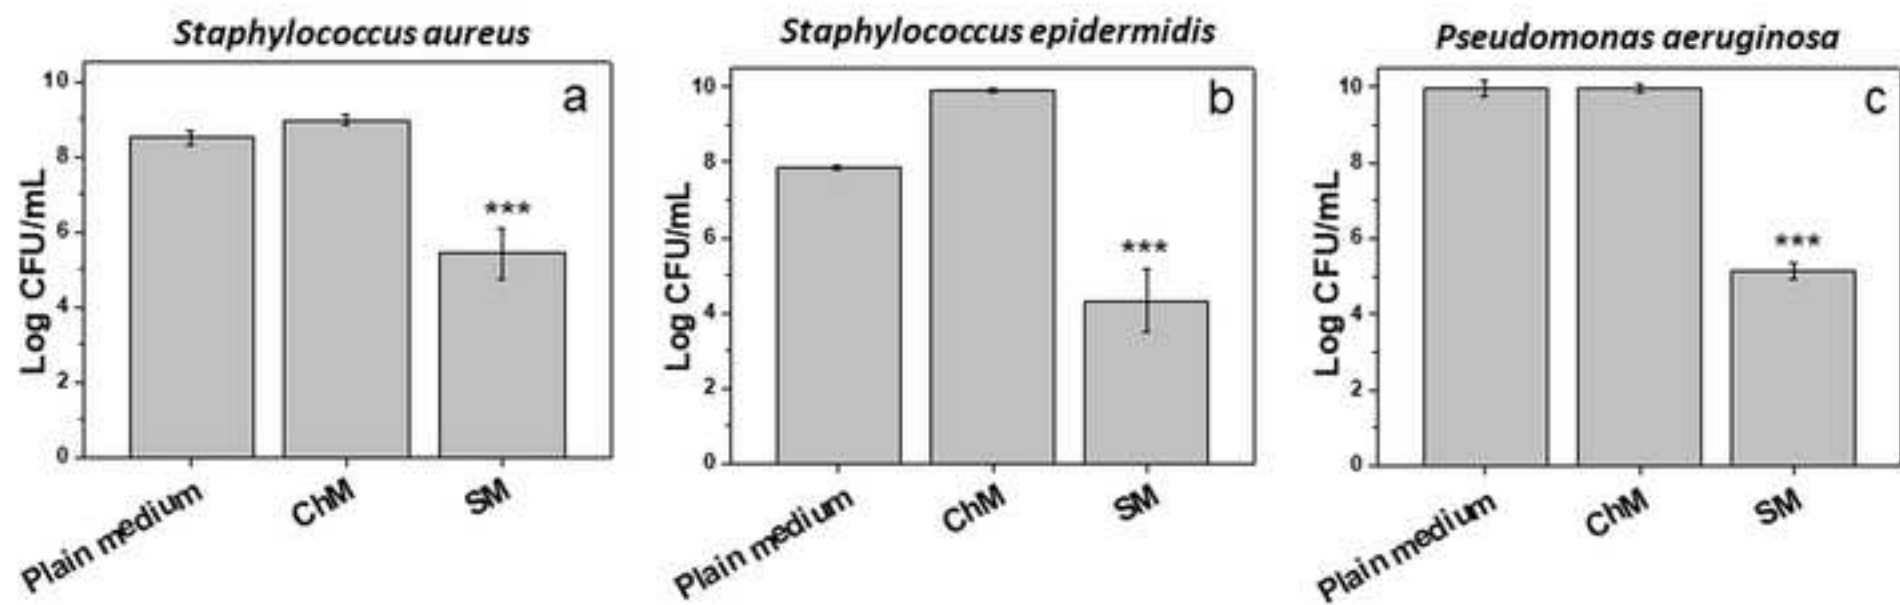 Staphylococcus aureus
a
Log CFU/mL
10
8
6
4
2
0
***
Plain medium
ChM
SM
Staphylococcus epidermidis
b
Log CFU/mL
10
8
6
4
2
0
***
Plain medium
ChM
SM
Pseudomonas aeruginosa
c
Log CFU/mL
10
8
6
4
2
0
***
Plain medium
ChM
SM